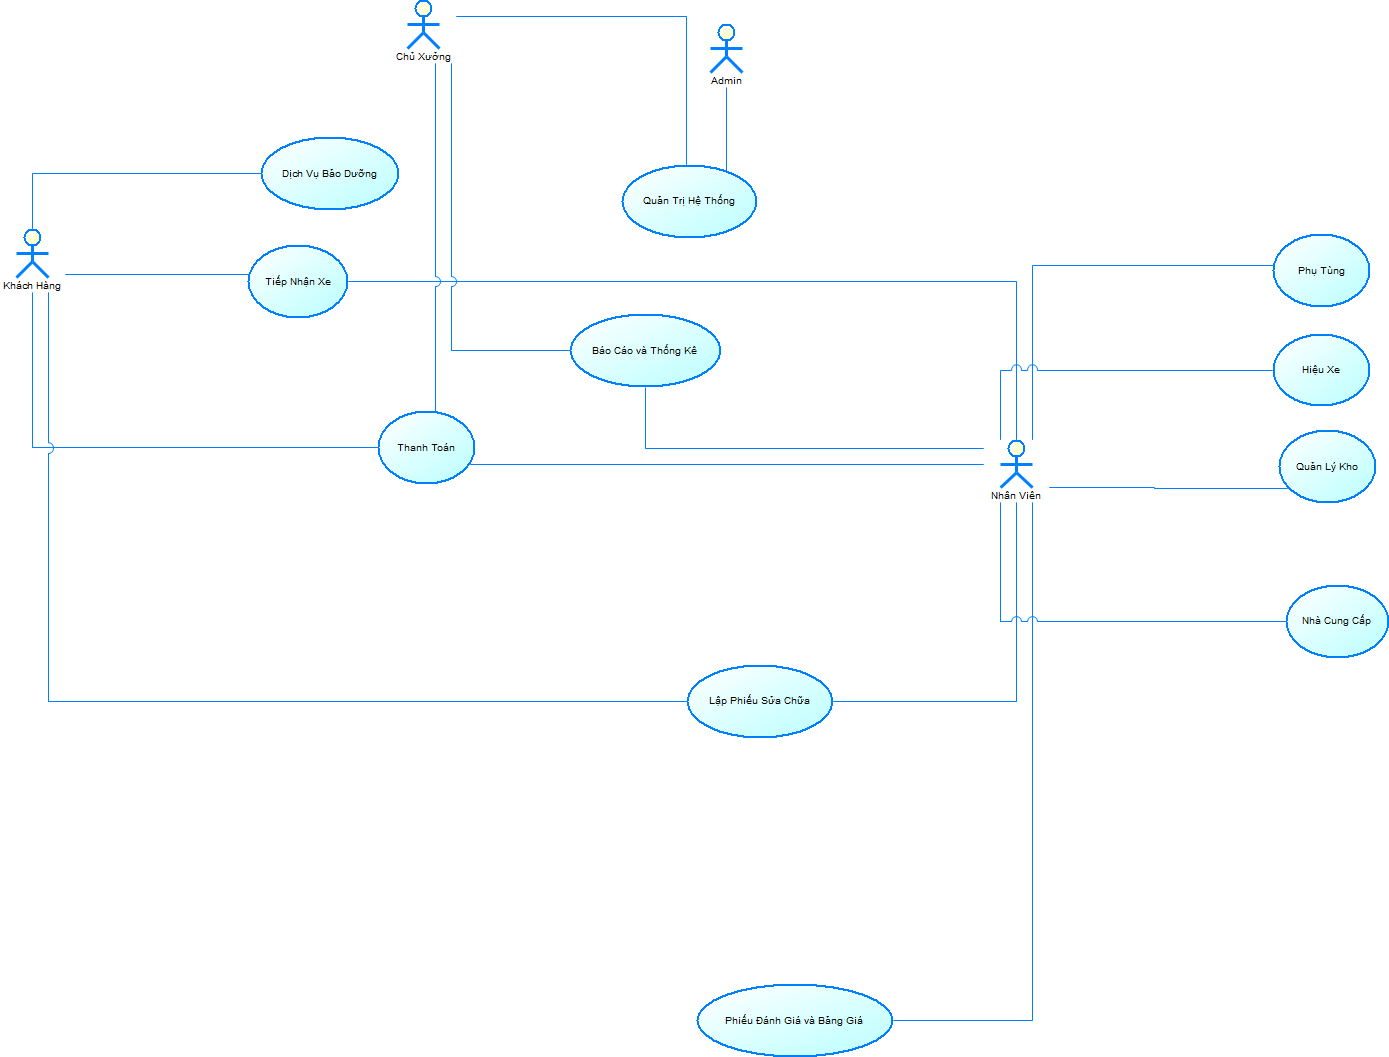 Chủ Xưởng
Admin
Dịch Vụ Bảo Dưỡng
Quản Trị Hệ Thống
Khách Hàng
Tiếp Nhận Xe
Phụ Tùng
Báo Cáo và Thống Kê
Hiệu Xe
Thanh Toán
Quản Lý Kho
Nhân Viên
Nhà Cung Cấp
Lập Phiếu Sửa Chữa
Phiếu Đánh Giá và Bảng Giá